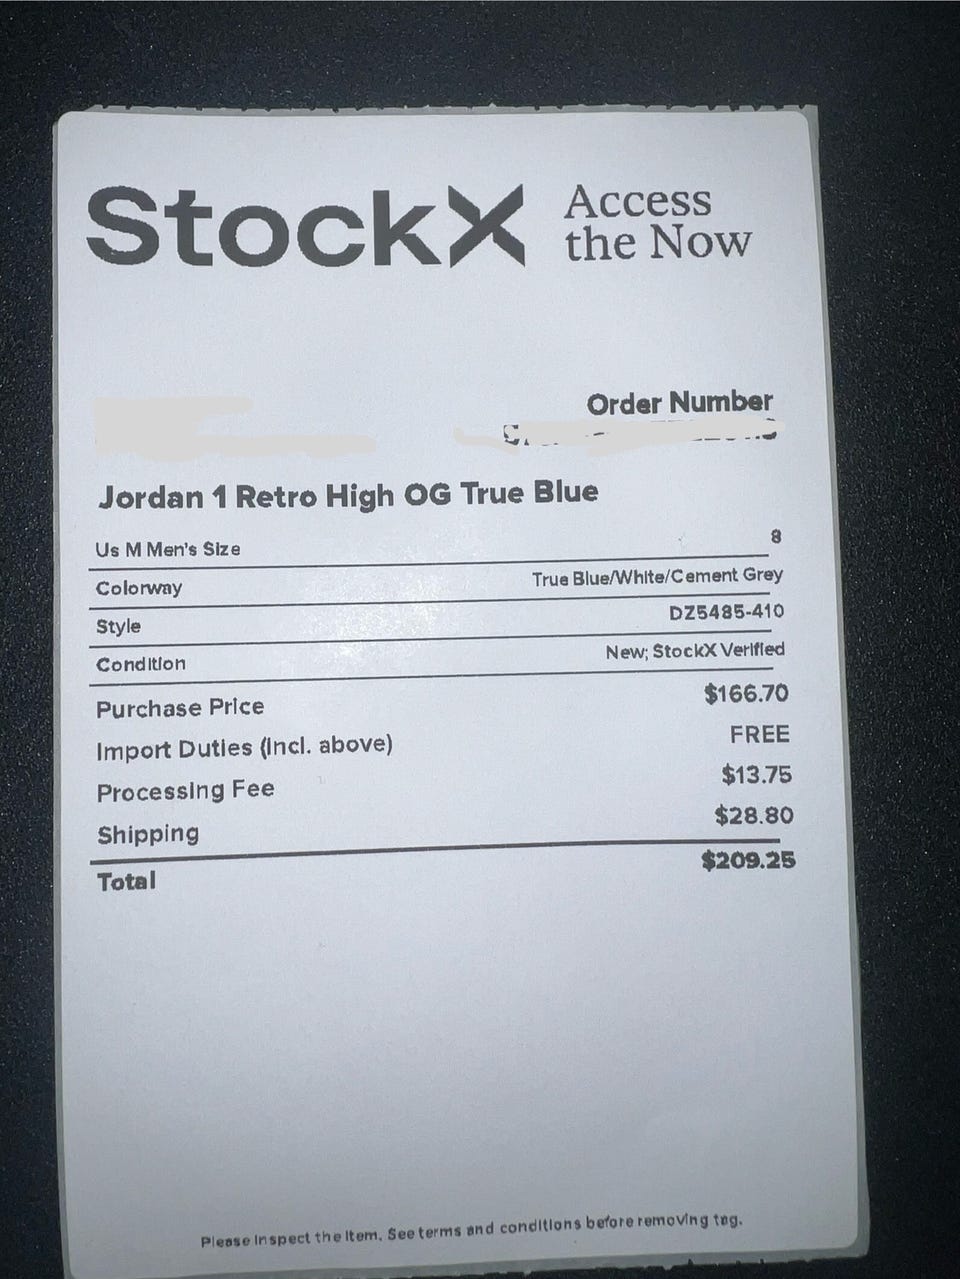 StockX Access the Now
Order Number
Jordan 1 Retro High OG True Blue
Us M Men's Size 8
Colorway True Blue/White/Cement Grey
Style DZ5485-410
Condition New; StockX Verified
Purchase Price $166.70
Import Duties (Incl. above) FREE
Processing Fee $13.75
Shipping $28.80
Total $209.25
Please Inspect the Item. See terms and conditions before removing tag.